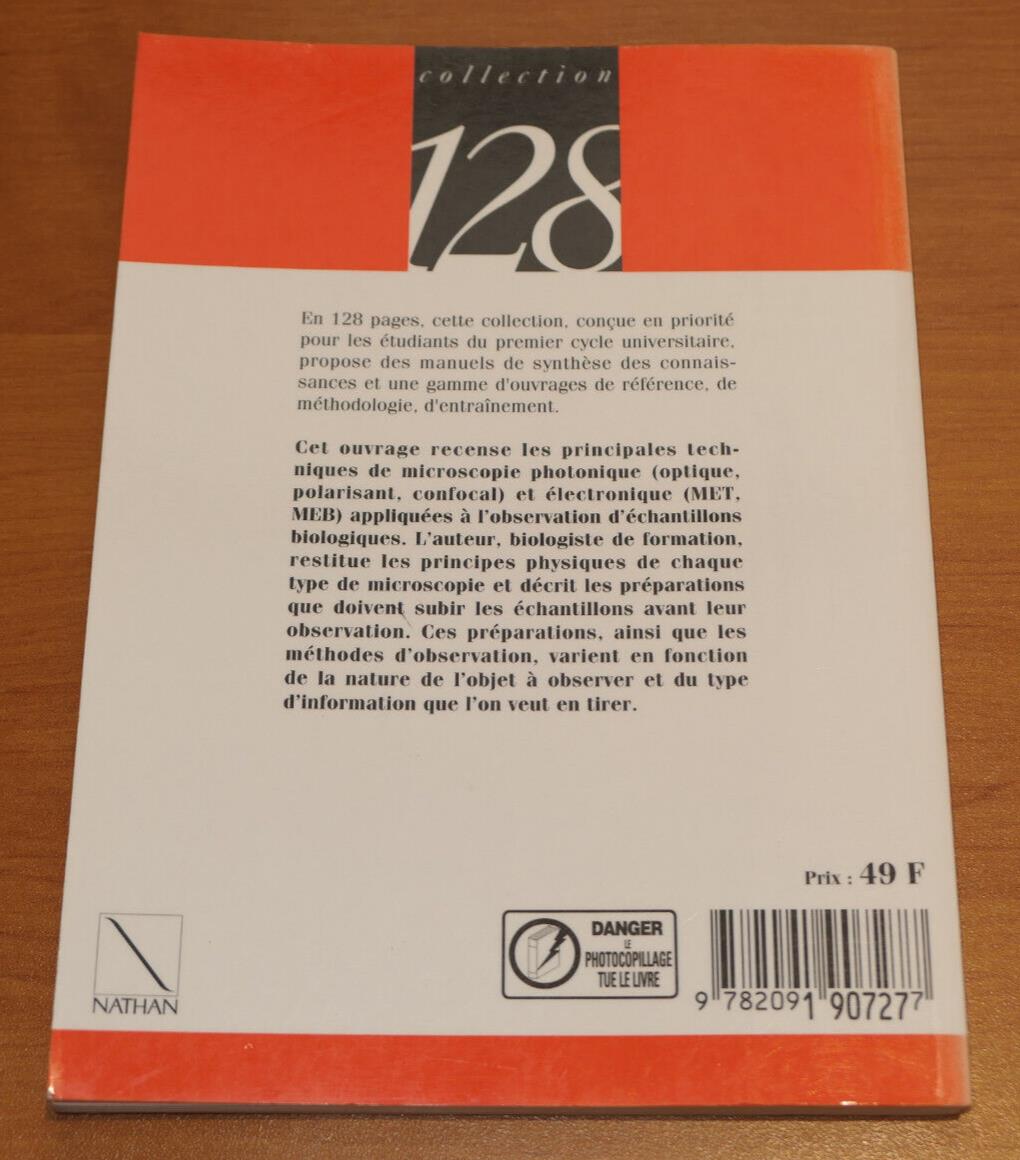 collection
128
En 128 pages, cette collection, conçue en priorité
pour les étudiants du premier cycle universitaire,
propose des manuels de synthèse des connais-
sances et une gamme d'ouvrages de référence, de
méthodologie, d'entraînement.
Cet ouvrage recense les principales tech-
niques de microscopie photonique (optique,
polarisant, confocal) et électronique (MET,
MEB) appliquées à l'observation d'échantillons
biologiques. L'auteur, biologiste de formation,
restitue les principes physiques de chaque
type de microscopie et décrit les préparations
que doivent subir les échantillons avant leur
observation. Ces préparations, ainsi que les
méthodes d'observation, varient en fonction
de la nature de l'objet à observer et du type
d'information que l'on veut en tirer.
Prix : 49 F
NATHAN
DANGER
LE
PHOTOCOPILLAGE
TUE LE LIVRE
9 782091 907277